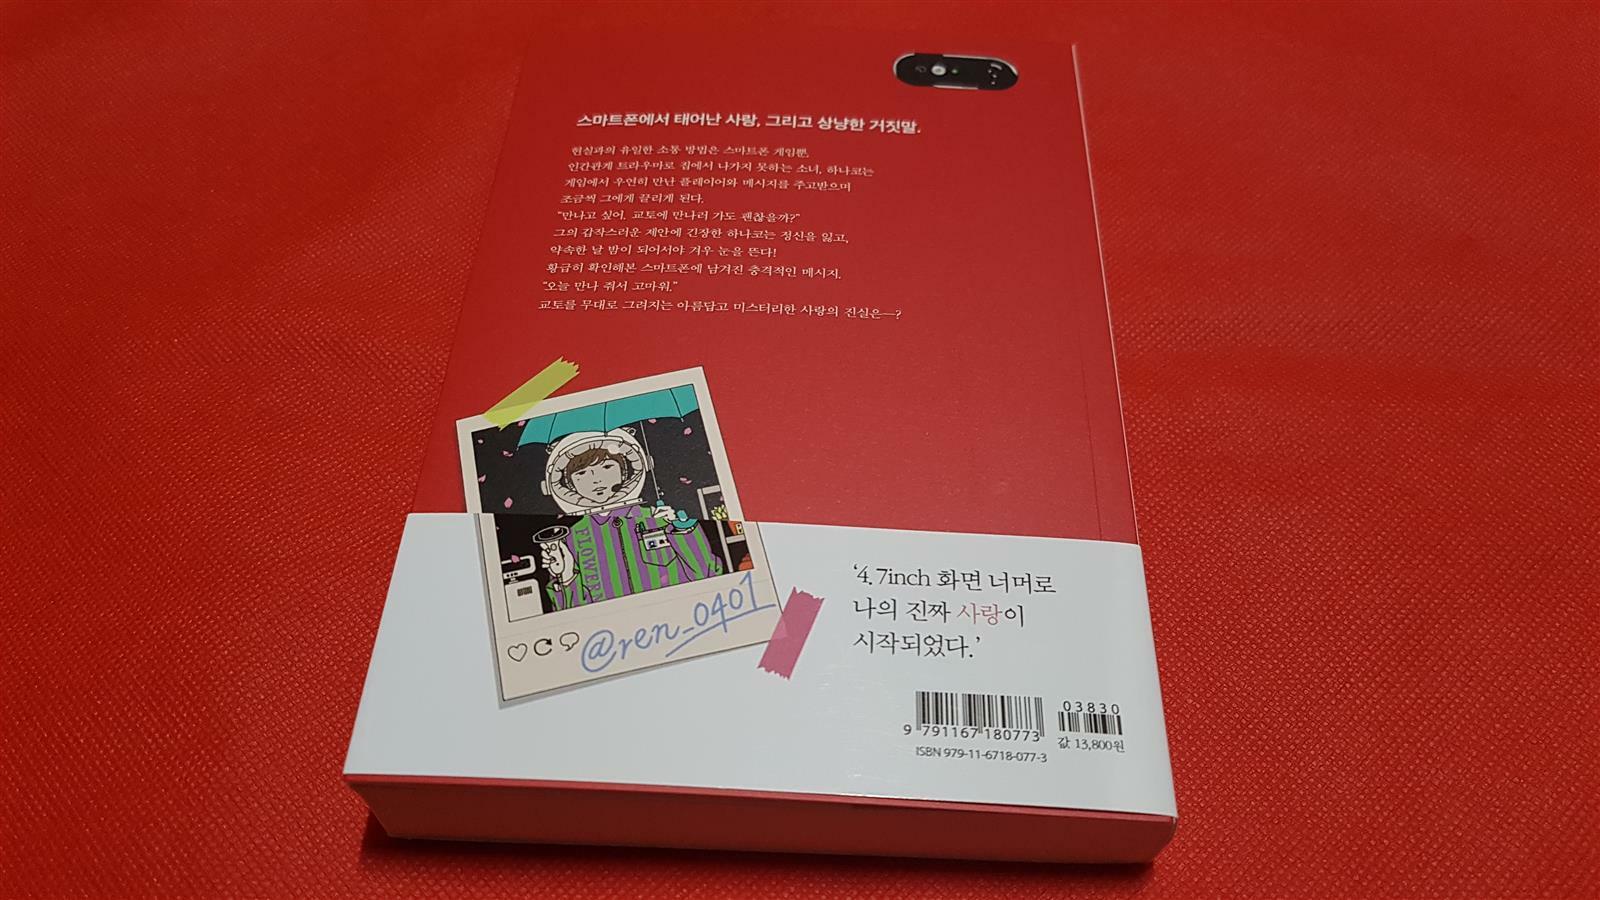 스마트폰에서 태어난 사랑, 그리고 상냥한 거짓말.
현실과의 유일한 소통 방법은 스마트폰 게임뿐.
인간관계 트라우마로 집에서 나가지 못하는 소녀, 하나코는
게임에서 우연히 만난 플레이어와 메시지를 주고받으며
조금씩 그에게 끌리게 된다.
"만나고 싶어. 교토에 만나러 가도 괜찮을까?"
그의 갑작스러운 제안에 긴장한 하나코는 정신을 잃고,
약속한 날 밤이 되어서야 겨우 눈을 뜬다!
황급히 확인해본 스마트폰에 남겨진 충격적인 메시지.
"오늘 만나 줘서 고마워."
교토를 무대로 그려지는 아름답고 미스터리한 사랑의 진실은—?
FLOWER
@ren_0401
'4.7inch 화면 너머로
나의 진짜 사랑이
시작되었다.'
03830
9 791167 180773
값 13,800원
ISBN 979-11-6718-077-3